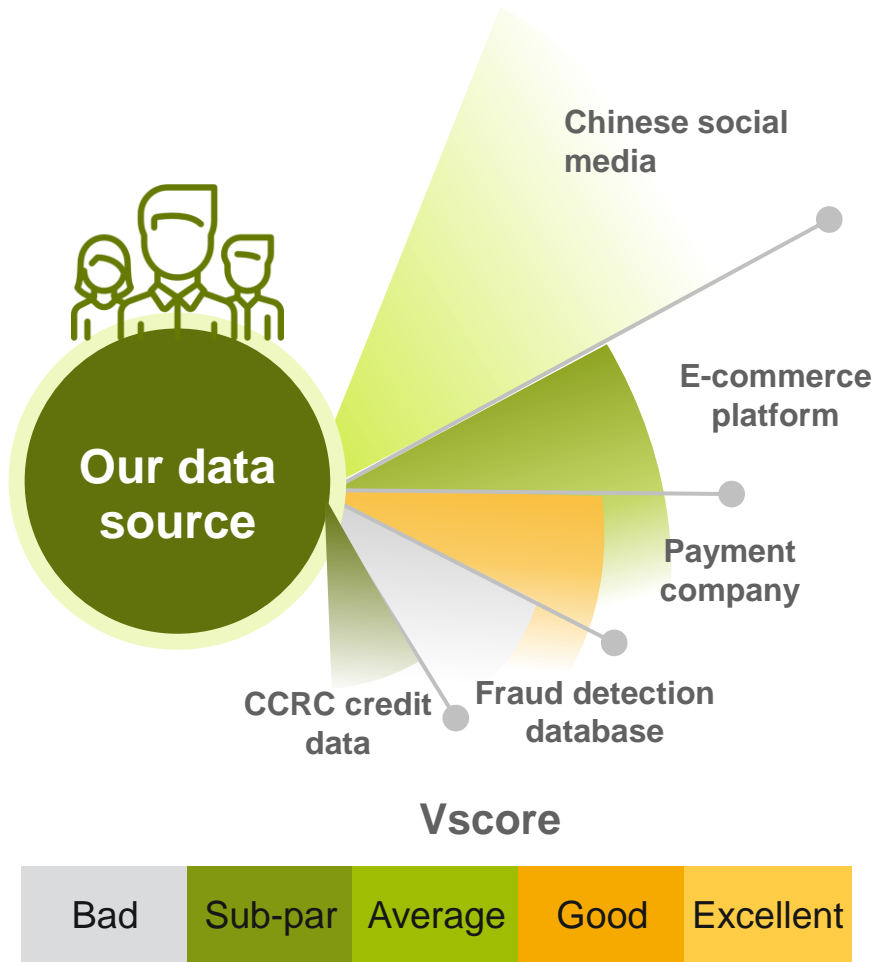 Chinese social
media
Our data
source
E-commerce
platform
Payment
company
Fraud detection
database
CCRC credit
data
Vscore
Bad
Sub-par
Average
Good
Excellent